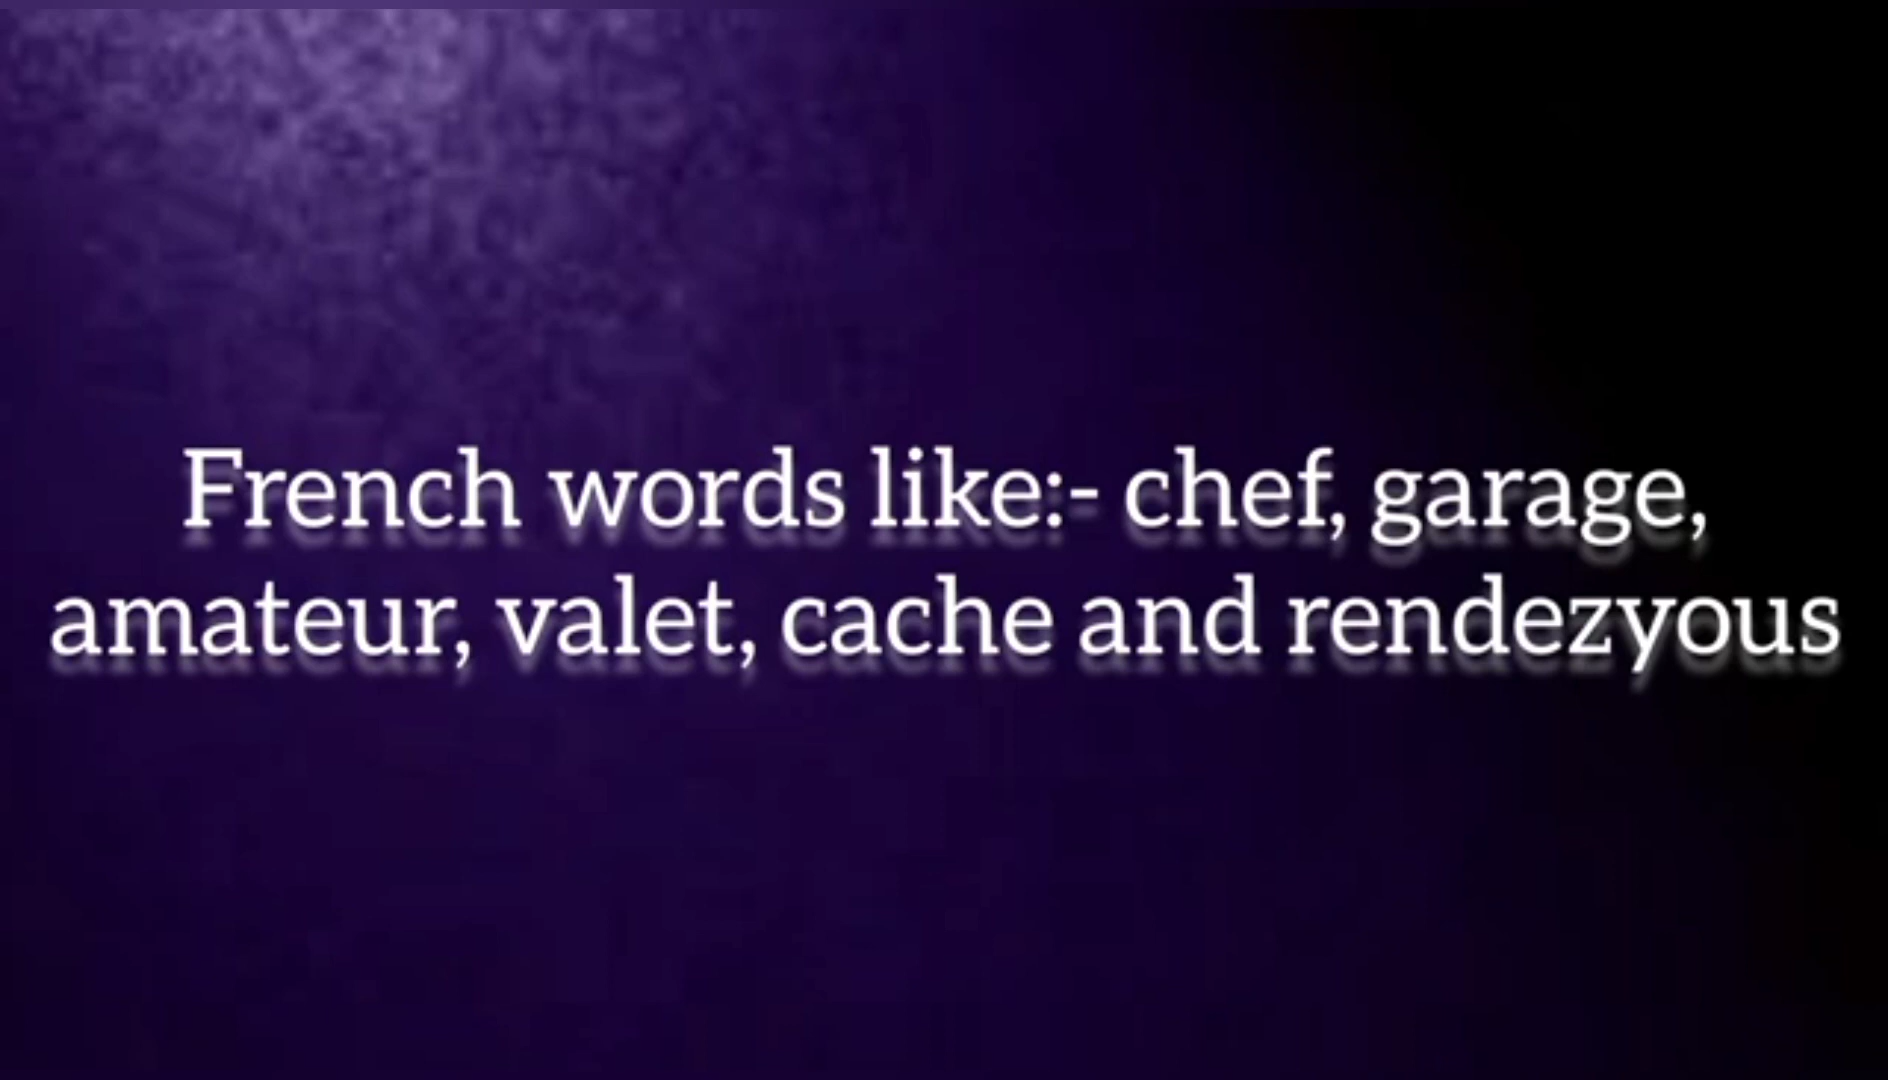 French words like:- chef, garage,
amateur, valet, cache and rendezyous